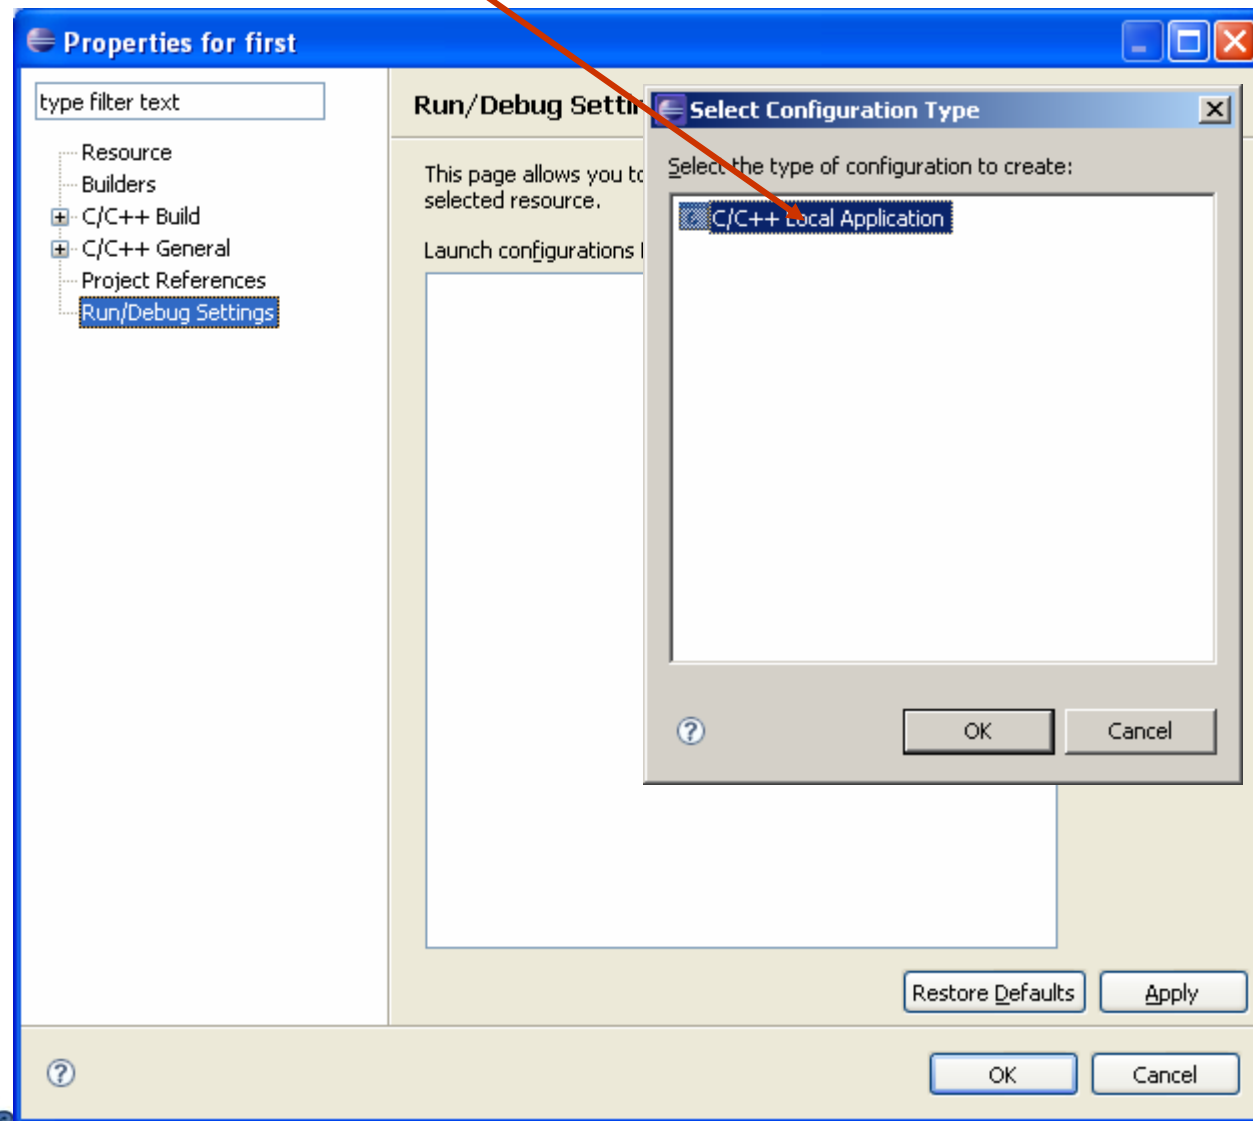 Properties for first
type filter text
Resource
Builders
C/C++ Build
C/C++ General
Project References
Run/Debug Settings
Run/Debug
This page allows you
selected resource.
Launch configurations
Select Configuration Type
Select the type of configuration to create:
C/C++ Local Application
OK
Cancel
Restore Defaults
Apply
OK
Cancel